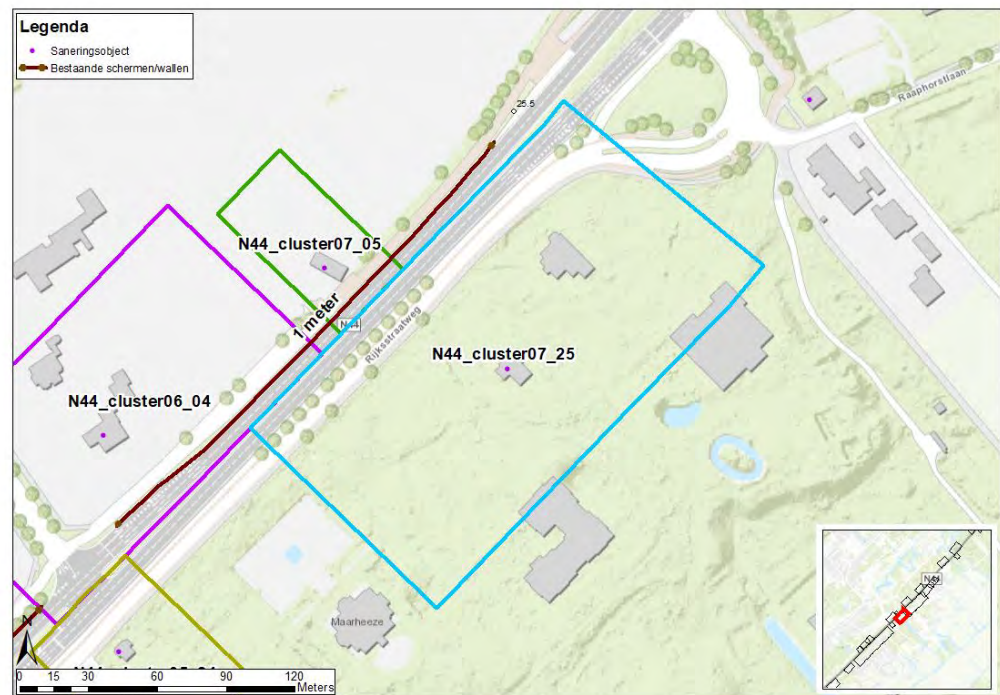 Legenda
Saneringsobject
Bestaande schermen/wallen
25.5
Raaphorstlaan
N44_cluster07_05
1 meter
N44
Rijksstraatweg
N44_cluster07_25
N44_cluster06_04
Maarheeze
N
N44
0 15 30 60 90 120
Meters